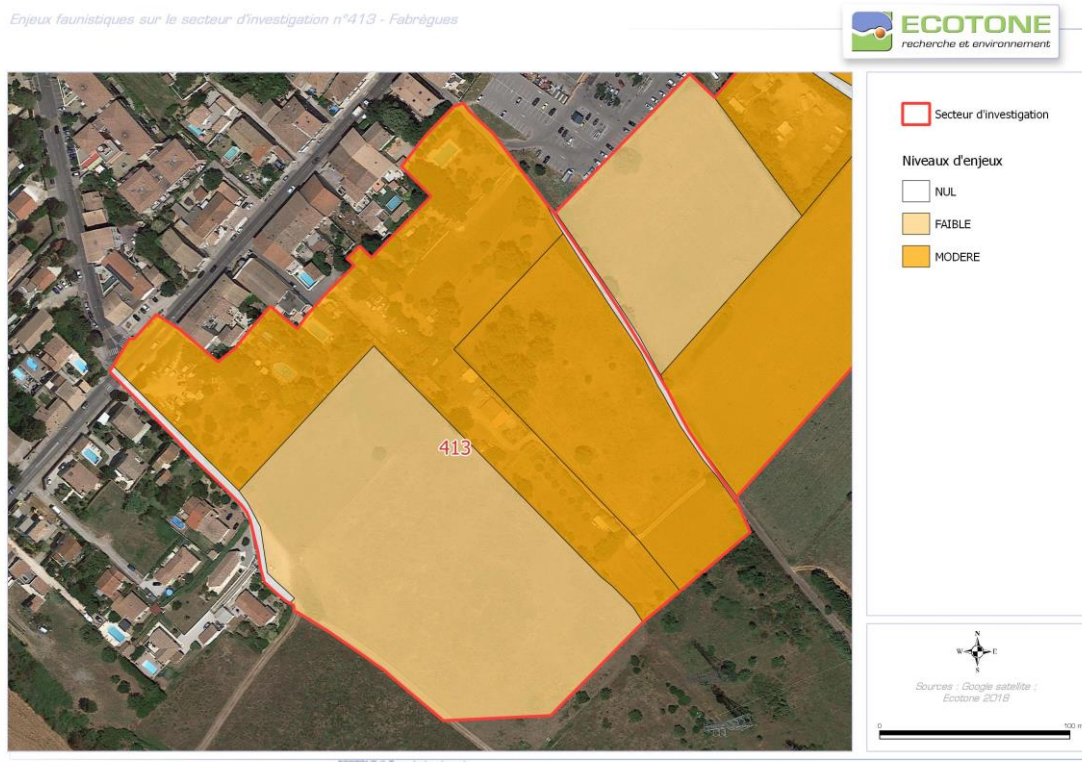 Enjeux faunistiques sur le secteur d'investigation n°413 - Fabrègues
ECOTONE
recherche et environnement
Secteur d'investigation
Niveaux d'enjeux
NUL
FAIBLE
MODERE
413
N
W E
S
Sources : Google satellite :
Ecotone 2018
0 100 m